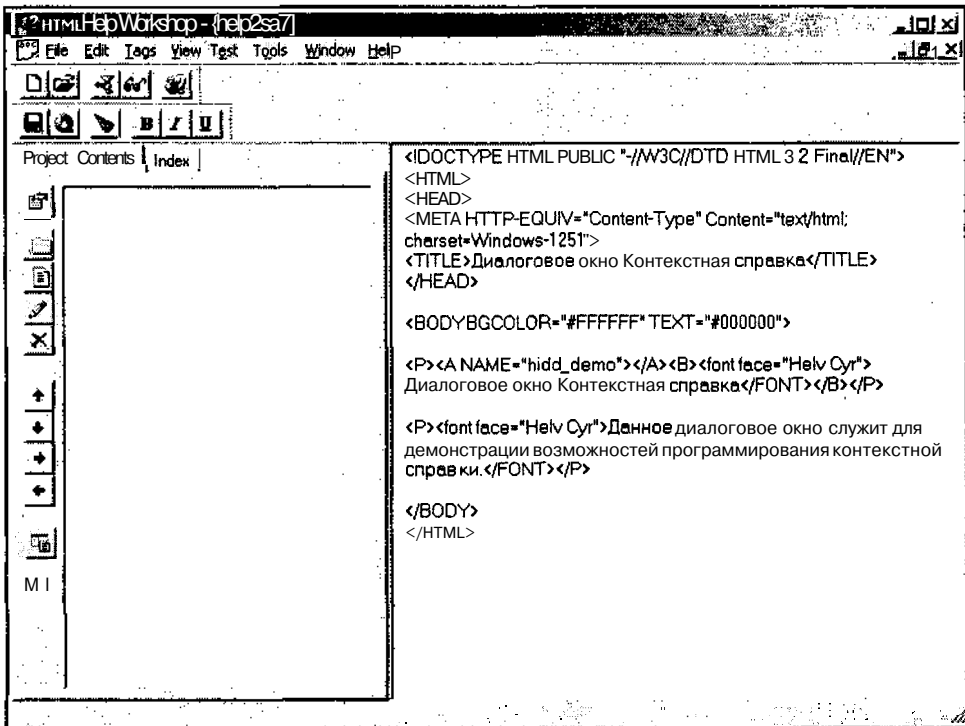 HTML Help Workshop - {help2sa7}
File Edit Tags View Test Tools Window Help
B I U
Project Contents Index
<!DOCTYPE HTML PUBLIC "-//W3C//DTD HTML 3 2 Final//EN">
<HTML>
<HEAD>
<META HTTP-EQUIV="Content-Type" Content="text/html;
charset=Windows-1251">
<TITLE>Диалоговое окно Контекстная справка</TITLE>
</HEAD>
<BODYBGCOLOR="#FFFFFF" TEXT="#000000">
<P><A NAME="hidd_demo"></A><B><font face="Helv Cyr">
Диалоговое окно Контекстная справка</FONT></B></P>
<P><font face="Helv Cyr">Данное диалоговое окно служит для
демонстрации возможностей программирования контекстной
справки.</FONT></P>
</BODY>
</HTML>
M I